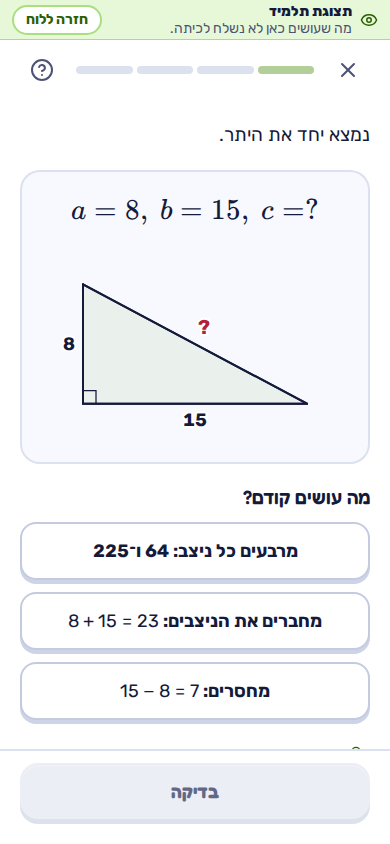 תצוגת תלמיד
מה שעושים כאן לא נשלח לכיתה.
חזרה ללוח
נמצא יחד את היתר.
a = 8, b = 15, c =?
8
?
15
מה עושים קודם?
מרבעים כל ניצב: 64 ו־225
מחברים את הניצבים: 8 + 15 = 23
מחסרים: 15 − 8 = 7
בדיקה